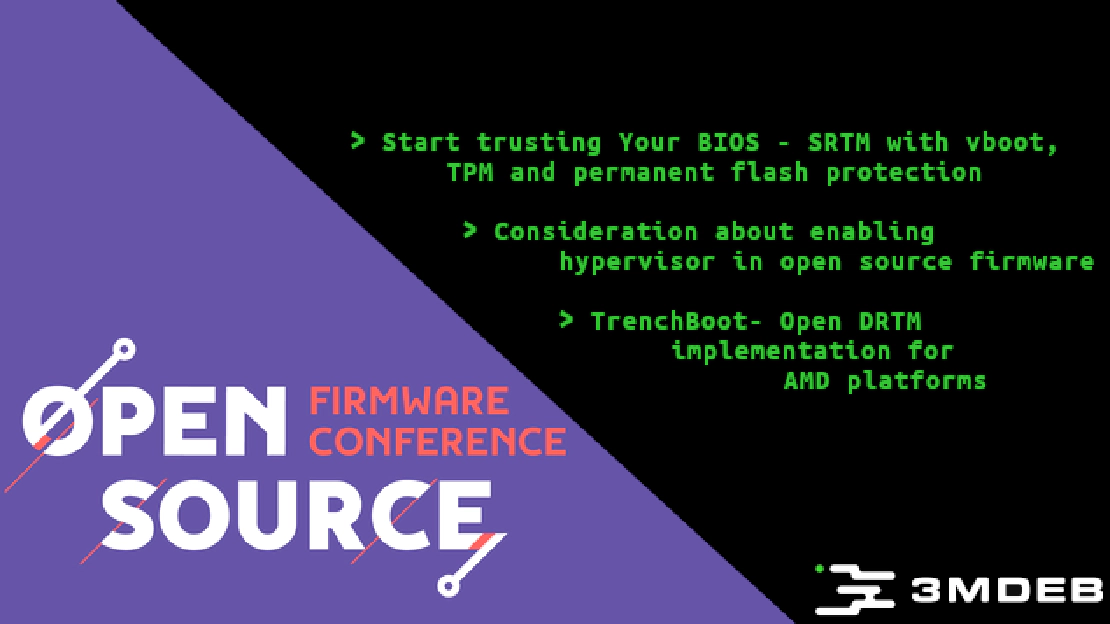 > Start trusting Your BIOS - SRTM with vboot,
TPM and permanent flash protection
> Consideration about enabling
hypervisor in open source firmware
> TrenchBoot- Open DRTM
implementation for
AMD platforms
OPEN FIRMWARE
CONFERENCE
SOURCE
3MDEB